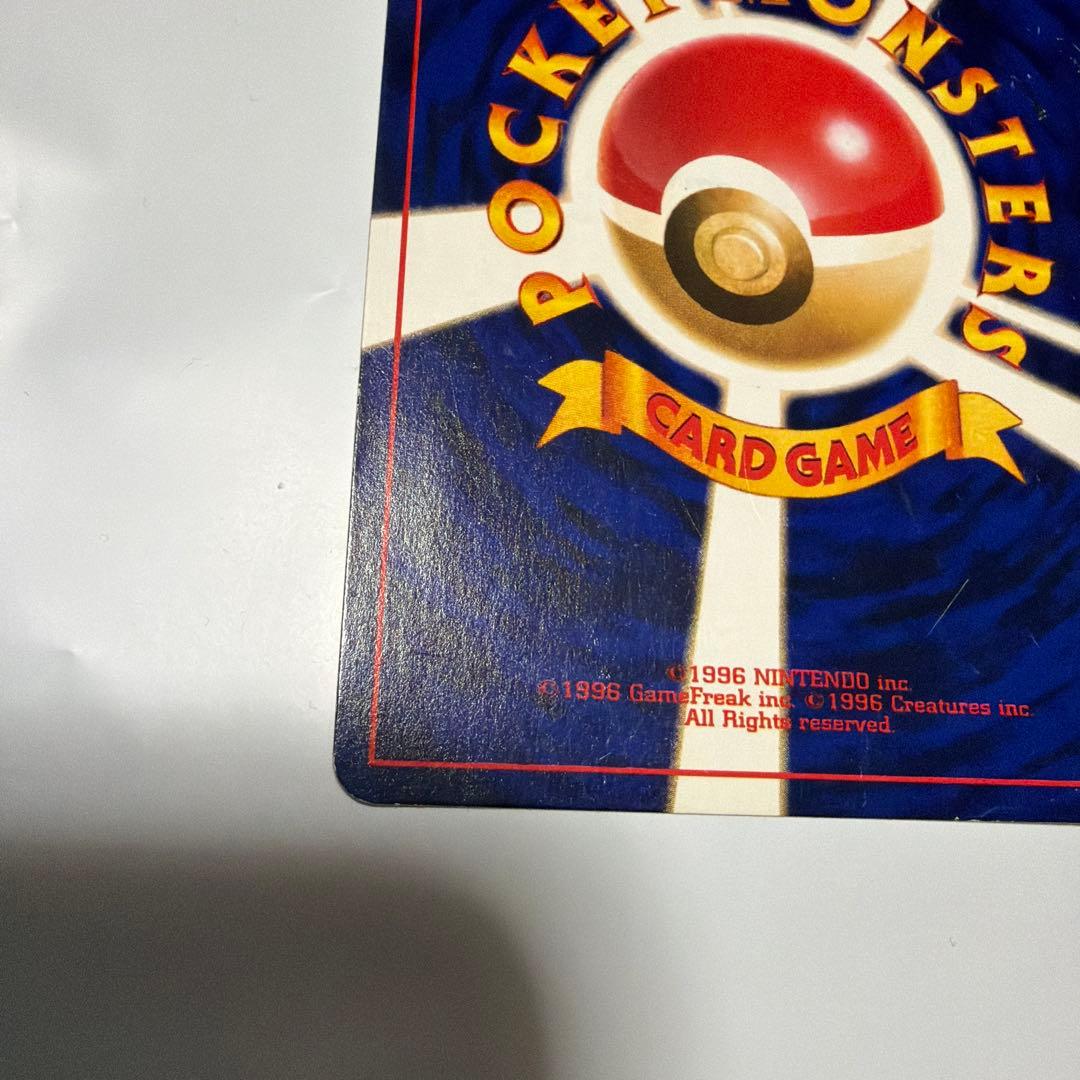 POCKET MONSTERS
CARD GAME
©1996 NINTENDO inc.
©1996 GameFreak inc. ©1996 Creatures inc.
All Rights reserved.